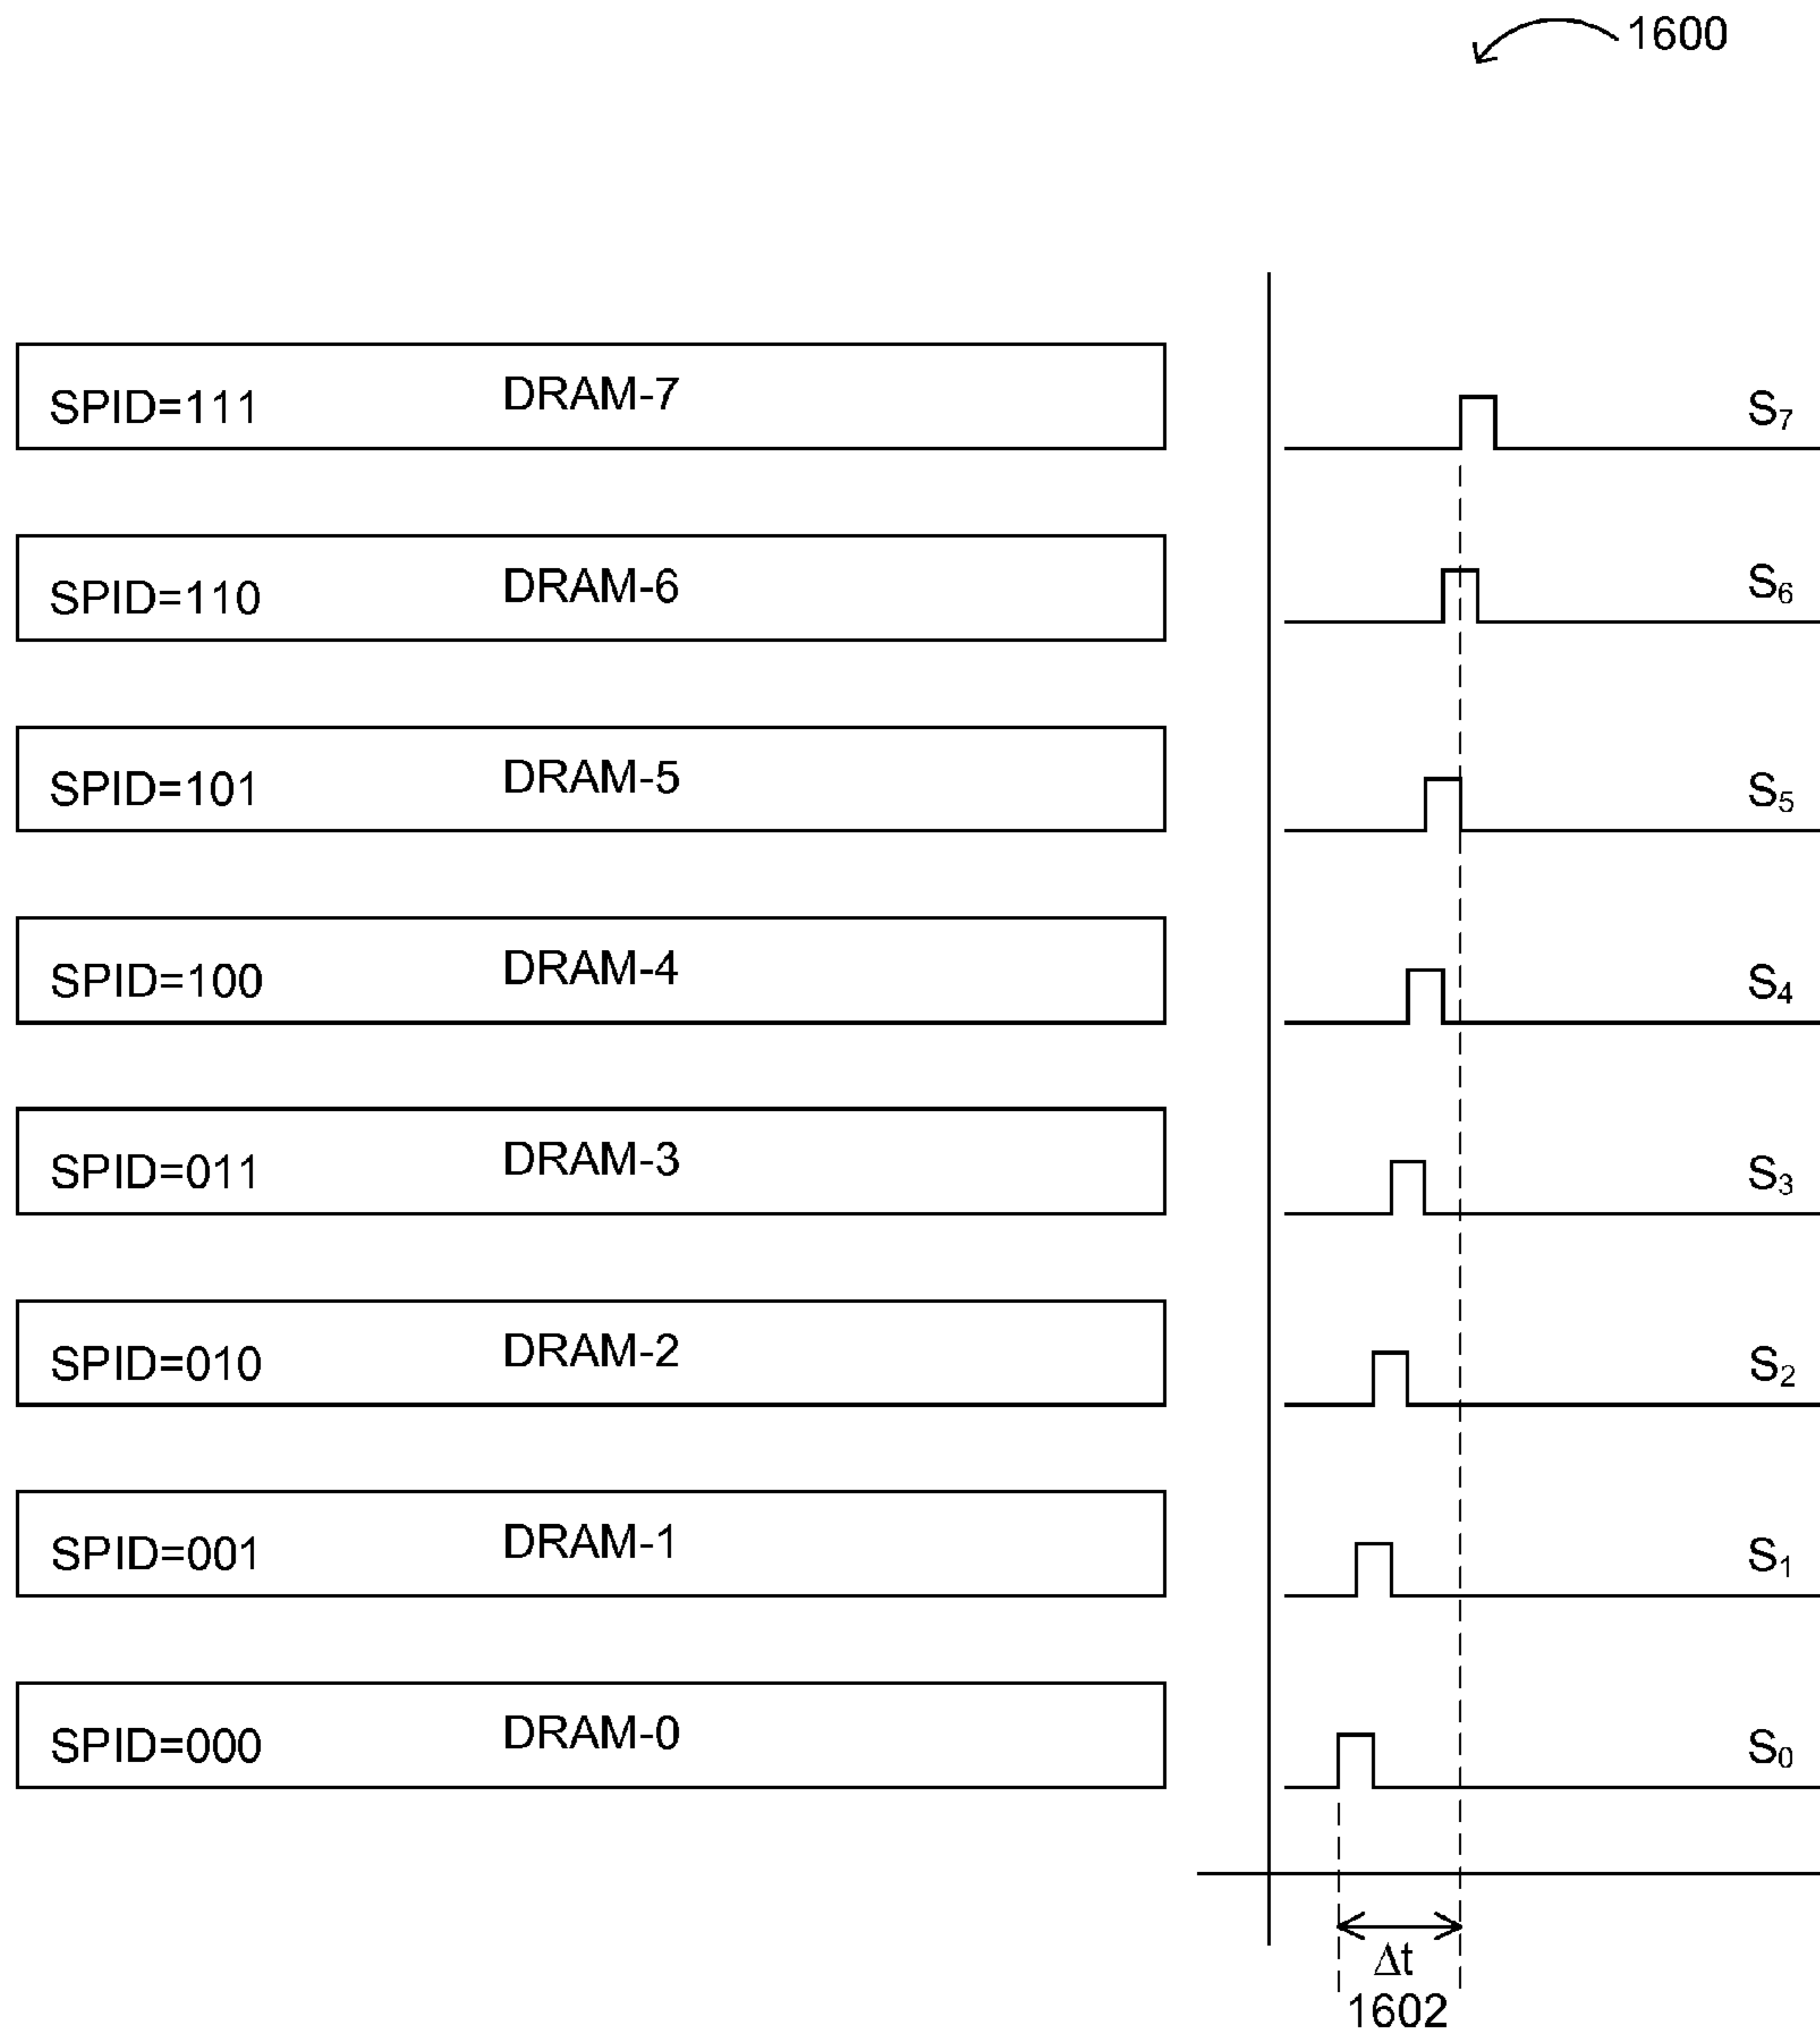 1600
SPID=111 DRAM-7 S7
SPID=110 DRAM-6 S6
SPID=101 DRAM-5 S5
SPID=100 DRAM-4 S4
SPID=011 DRAM-3 S3
SPID=010 DRAM-2 S2
SPID=001 DRAM-1 S1
SPID=000 DRAM-0 S0
Δt
1602